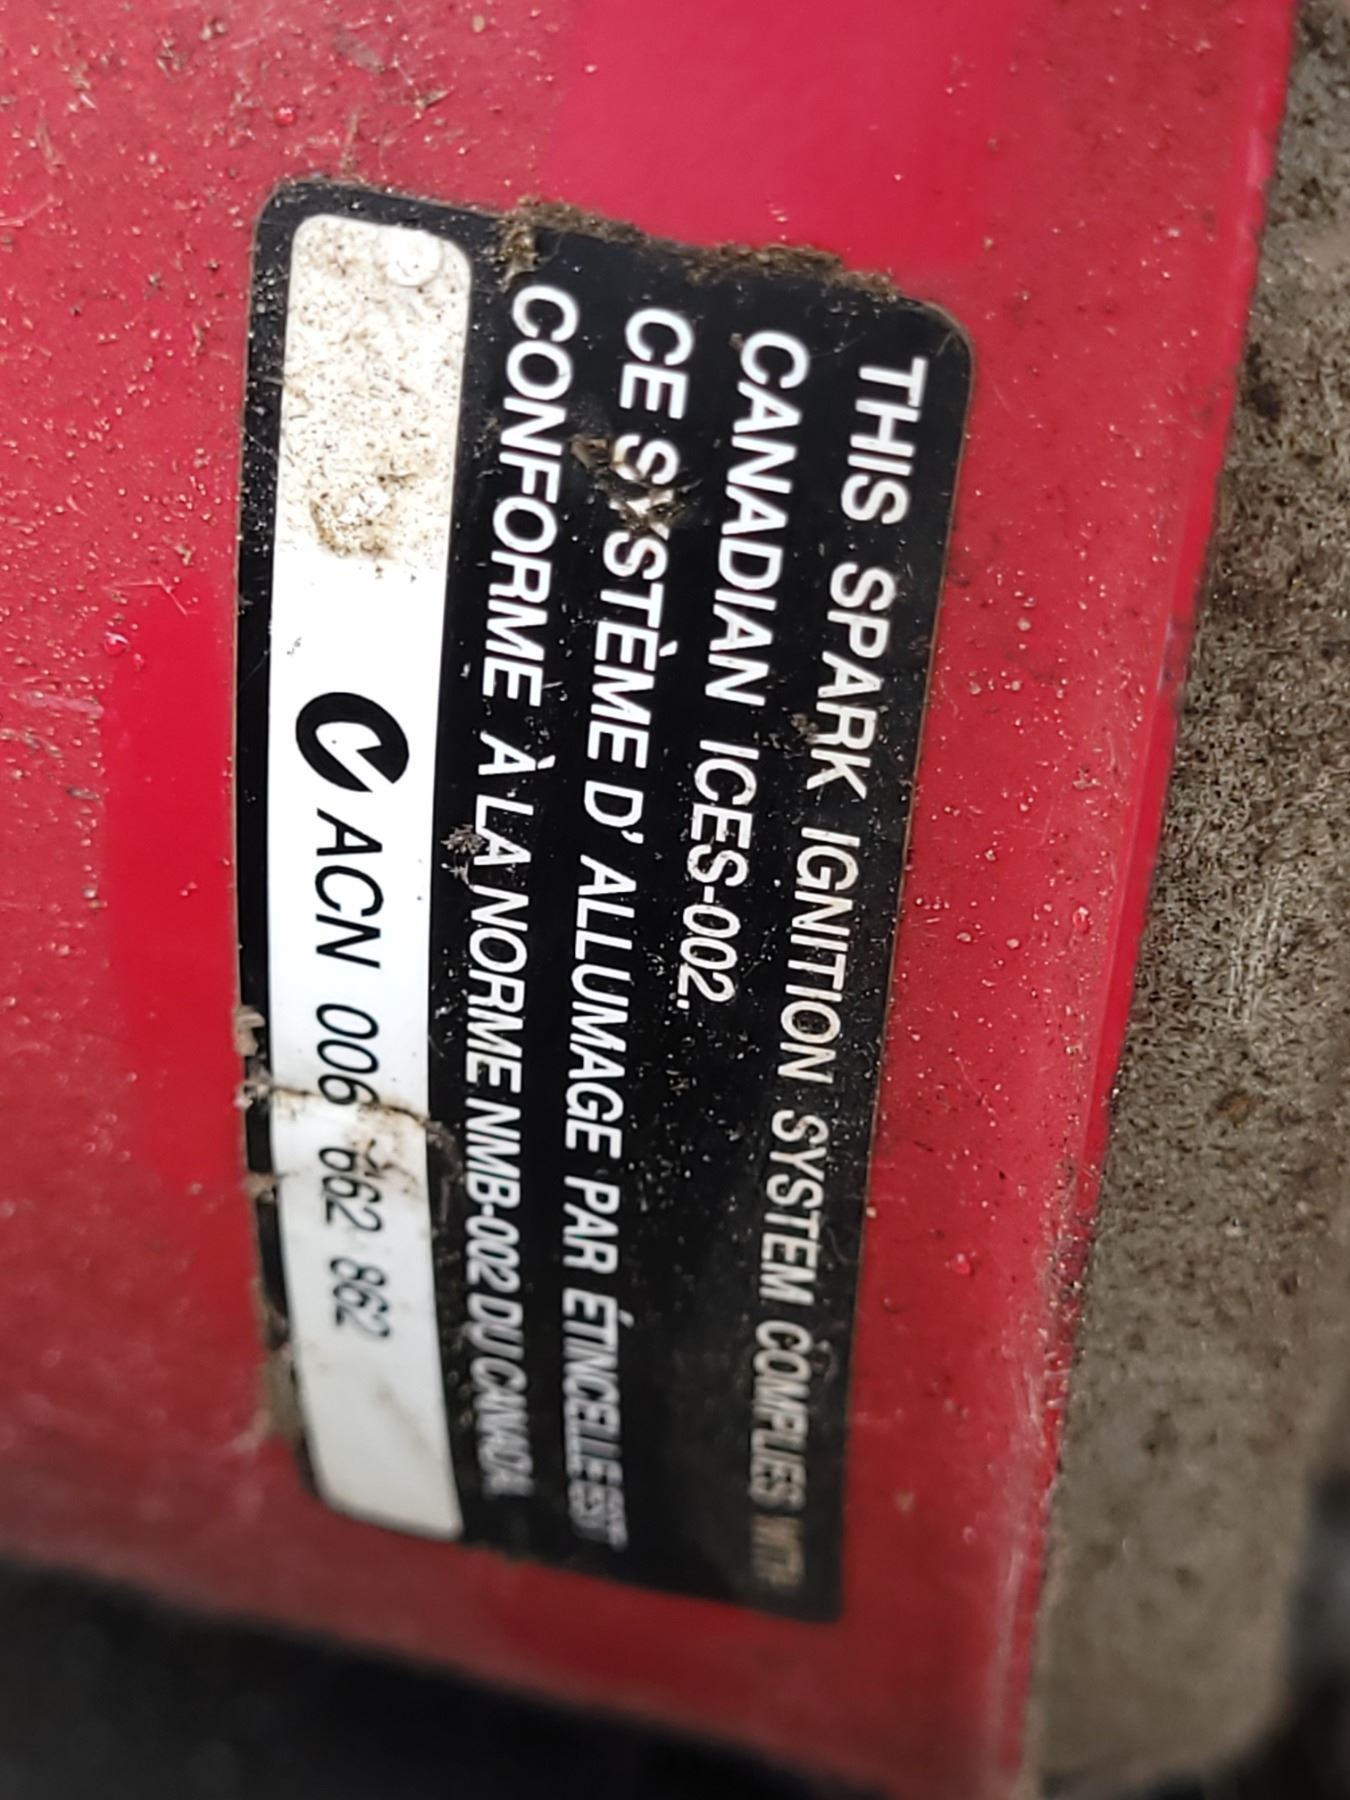 THIS SPARK IGNITION SYSTEM COMPLIES WITH
CANADIAN ICES-002.
CE SYSTÈME D' ALLUMAGE PAR ÉTINCELLE EST
CONFORME À LA NORME NMB-002 DU CANADA.
ACN 006 662 862